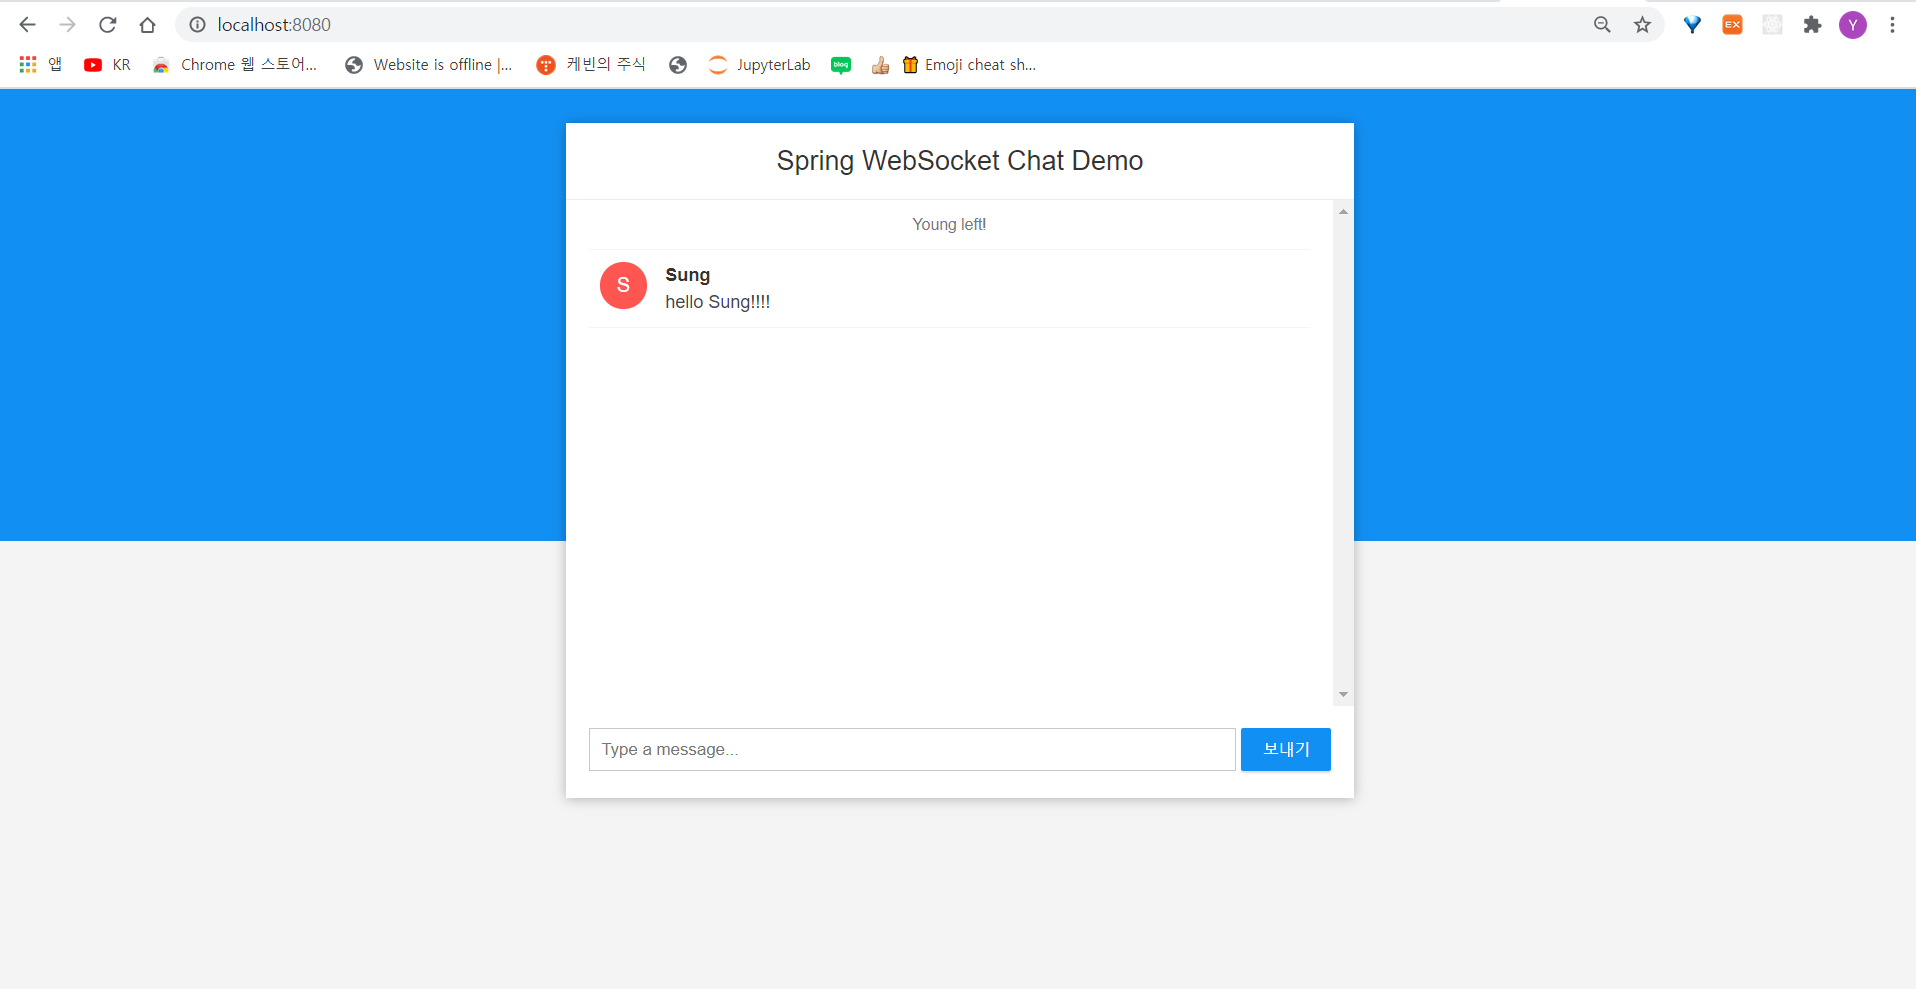 localhost:8080
EX
Y
앱 KR Chrome 웹 스토어... Website is offline |... 케빈의 주식 JupyterLab blog Emoji cheat sh...
Spring WebSocket Chat Demo
Young left!
S
Sung
hello Sung!!!!
Type a message...
보내기